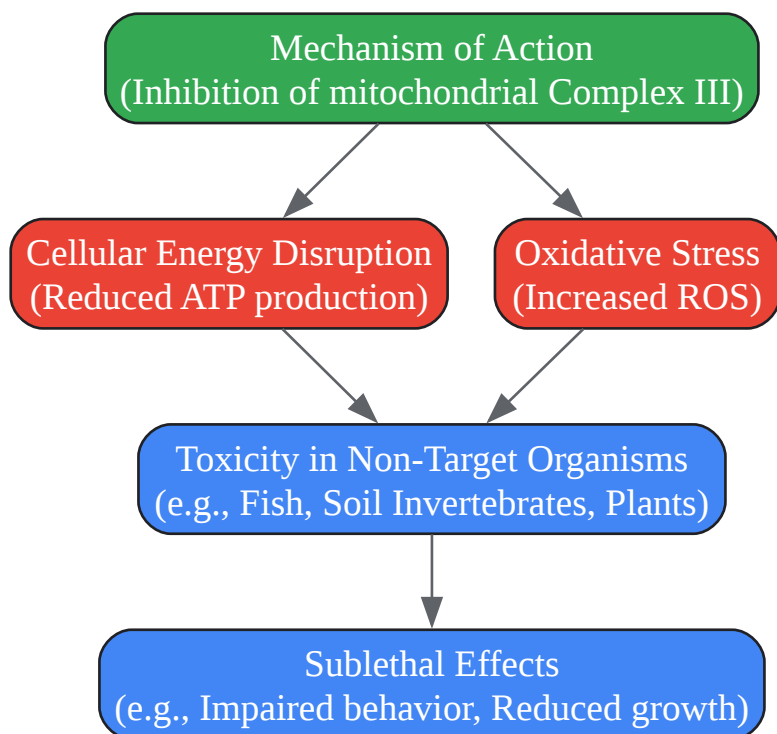 Mechanism of Action
(Inhibition of mitochondrial Complex III)
Cellular Energy Disruption
(Reduced ATP production)
Oxidative Stress
(Increased ROS)
Toxicity in Non-Target Organisms
(e.g., Fish, Soil Invertebrates, Plants)
Sublethal Effects
(e.g., Impaired behavior, Reduced growth)